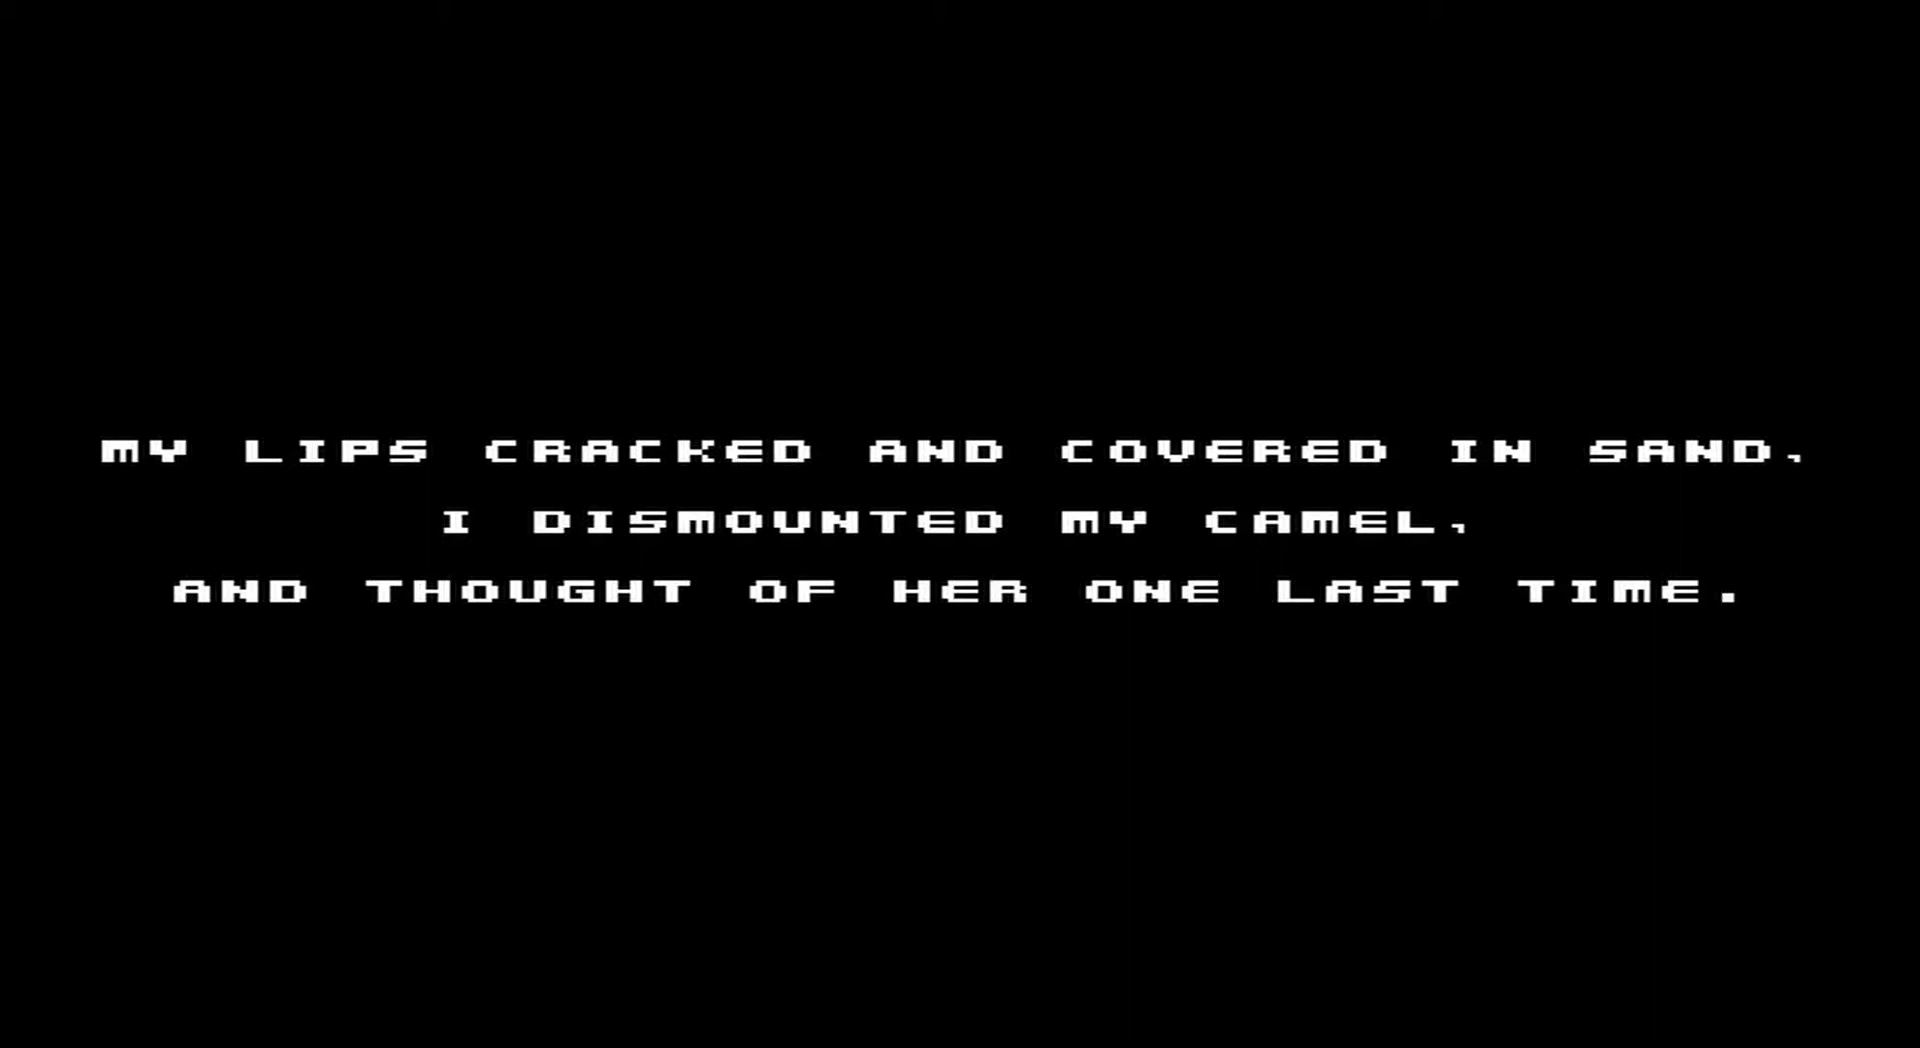 MY LIPS CRACKED AND COVERED IN SAND,
I DISMOUNTED MY CAMEL,
AND THOUGHT OF HER ONE LAST TIME.